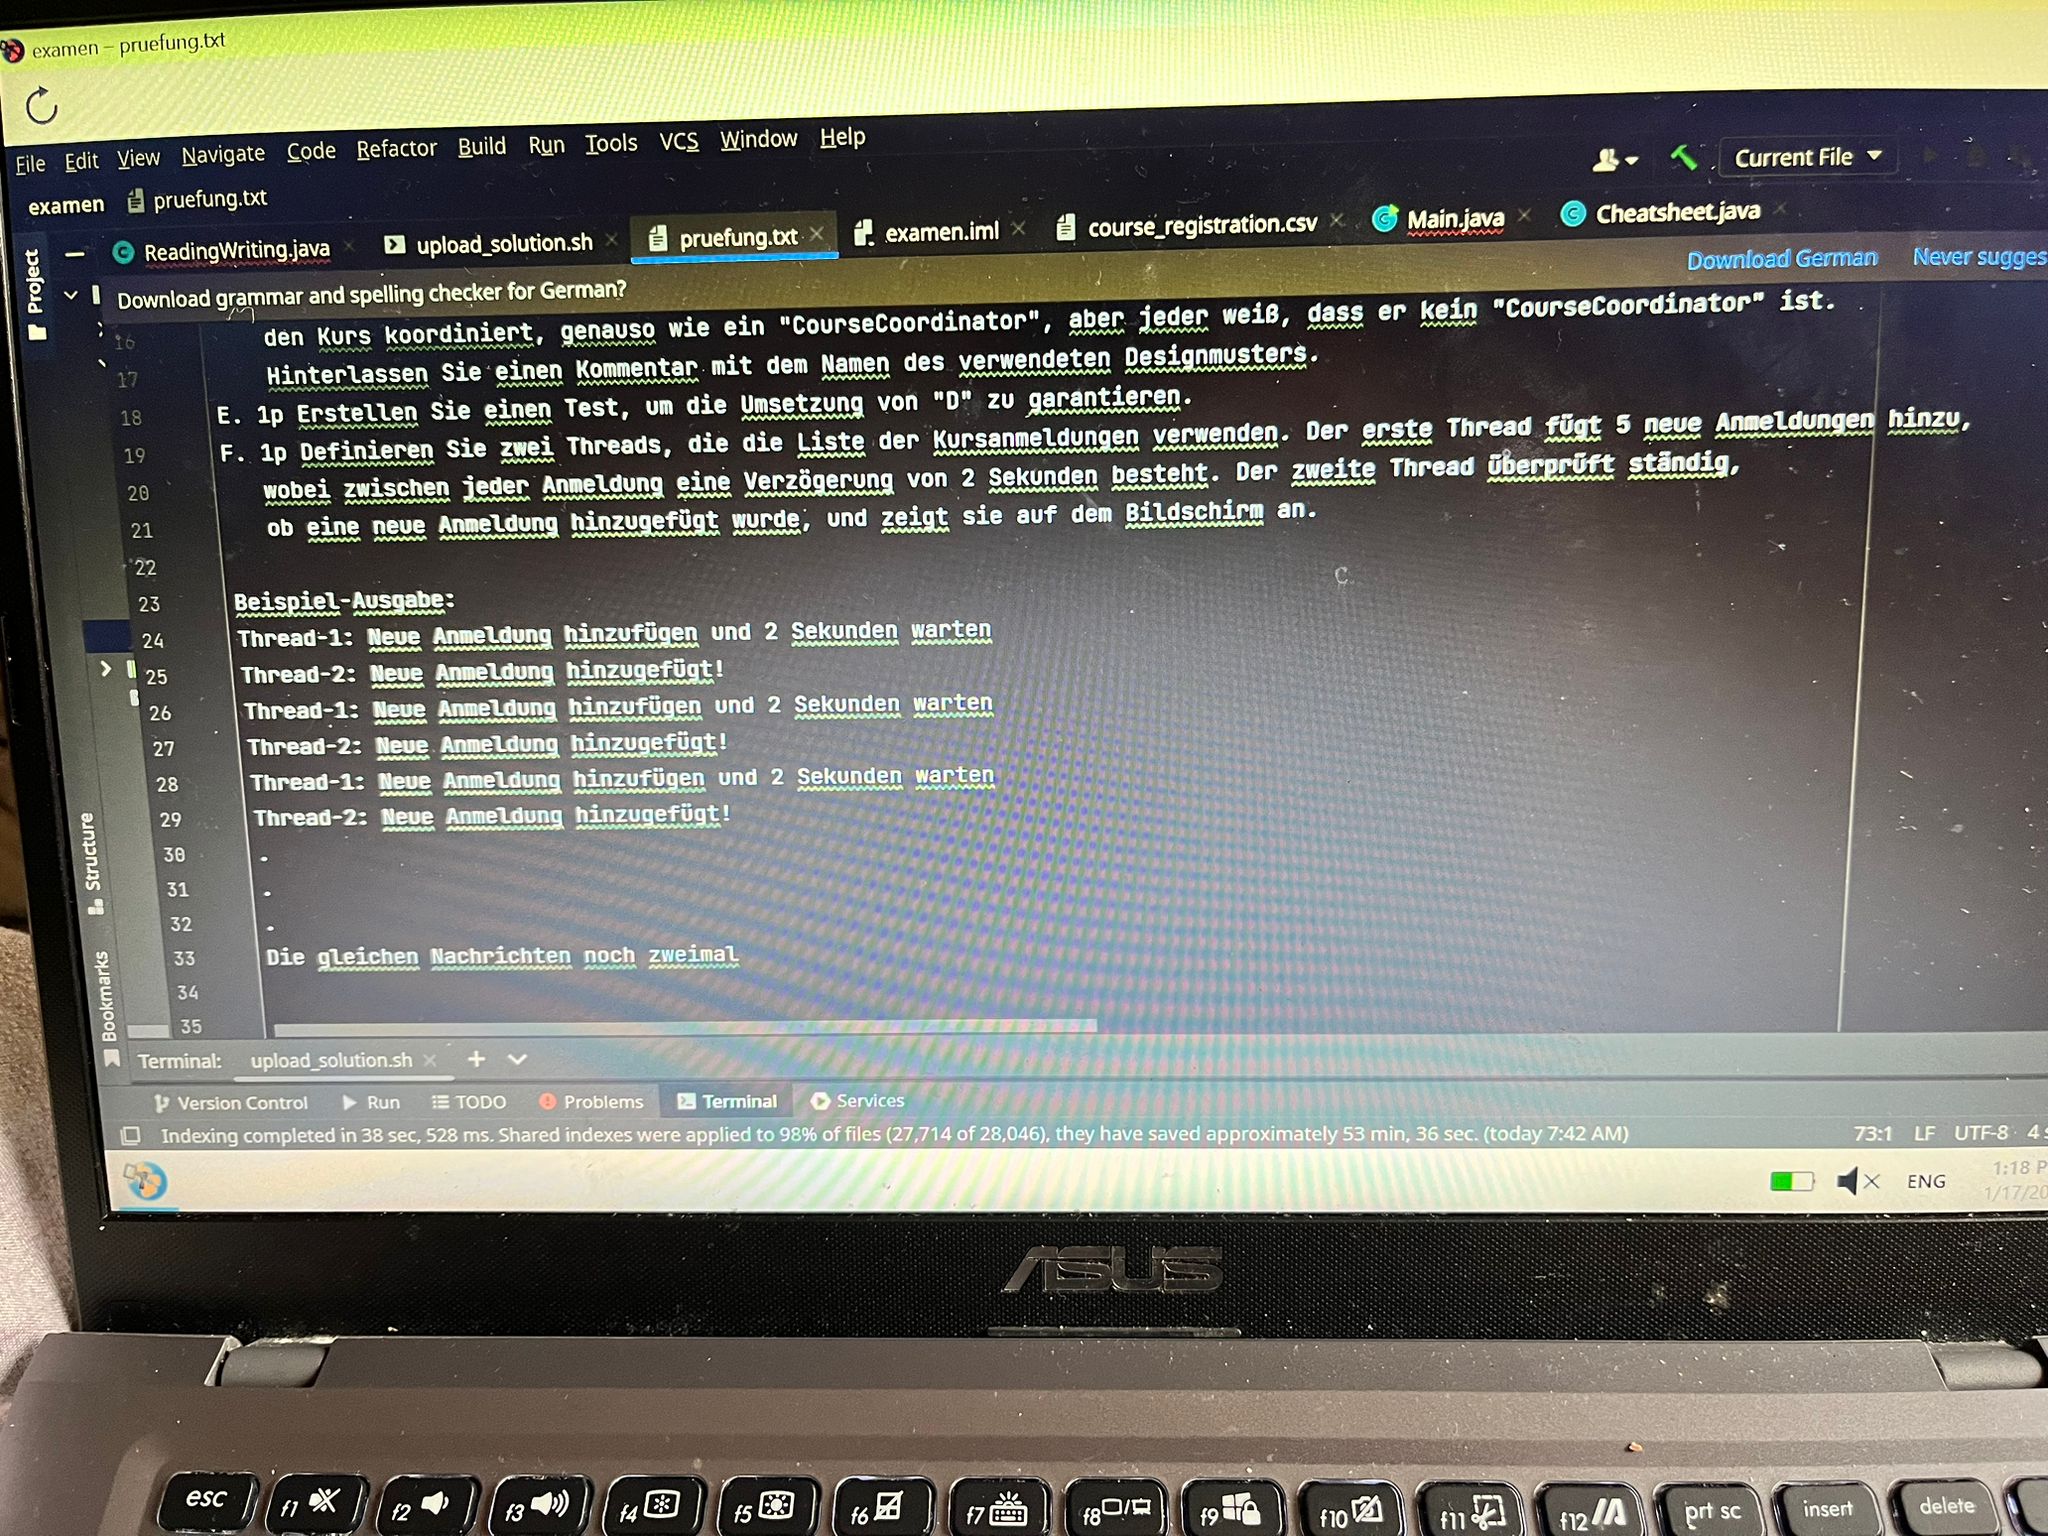 examen – pruefung.txt
File Edit View Navigate Code Refactor Build Run Tools VCS Window Help
Current File
examen pruefung.txt
ReadingWriting.java upload_solution.sh pruefung.txt examen.iml course_registration.csv Main.java Cheatsheet.java
Project
Download grammar and spelling checker for German? Download German Never sugges
16 den Kurs koordiniert, genauso wie ein "CourseCoordinator", aber jeder weiß, dass er kein "CourseCoordinator" ist.
17 Hinterlassen Sie einen Kommentar mit dem Namen des verwendeten Designmusters.
18 E. 1p Erstellen Sie einen Test, um die Umsetzung von "D" zu garantieren.
19 F. 1p Definieren Sie zwei Threads, die die Liste der Kursanmeldungen verwenden. Der erste Thread fügt 5 neue Anmeldungen hinzu,
20 wobei zwischen jeder Anmeldung eine Verzögerung von 2 Sekunden besteht. Der zweite Thread überprüft ständig,
21 ob eine neue Anmeldung hinzugefügt wurde, und zeigt sie auf dem Bildschirm an.
22
23 Beispiel-Ausgabe:
24 Thread-1: Neue Anmeldung hinzufügen und 2 Sekunden warten
25 Thread-2: Neue Anmeldung hinzugefügt!
26 Thread-1: Neue Anmeldung hinzufügen und 2 Sekunden warten
27 Thread-2: Neue Anmeldung hinzugefügt!
28 Thread-1: Neue Anmeldung hinzufügen und 2 Sekunden warten
29 Thread-2: Neue Anmeldung hinzugefügt!
30 .
31 .
32 .
33 Die gleichen Nachrichten noch zweimal
34
35
Structure
Bookmarks
Terminal: upload_solution.sh
Version Control Run TODO Problems Terminal Services
Indexing completed in 38 sec, 528 ms. Shared indexes were applied to 98% of files (27,714 of 28,046), they have saved approximately 53 min, 36 sec. (today 7:42 AM) 73:1 LF UTF-8 4 s
ENG 1:18 P
1/17/20
ASUS
esc f1 f2 f3 f4 f5 f6 f7 f8 f9 f10 f11 f12 prt sc insert delete